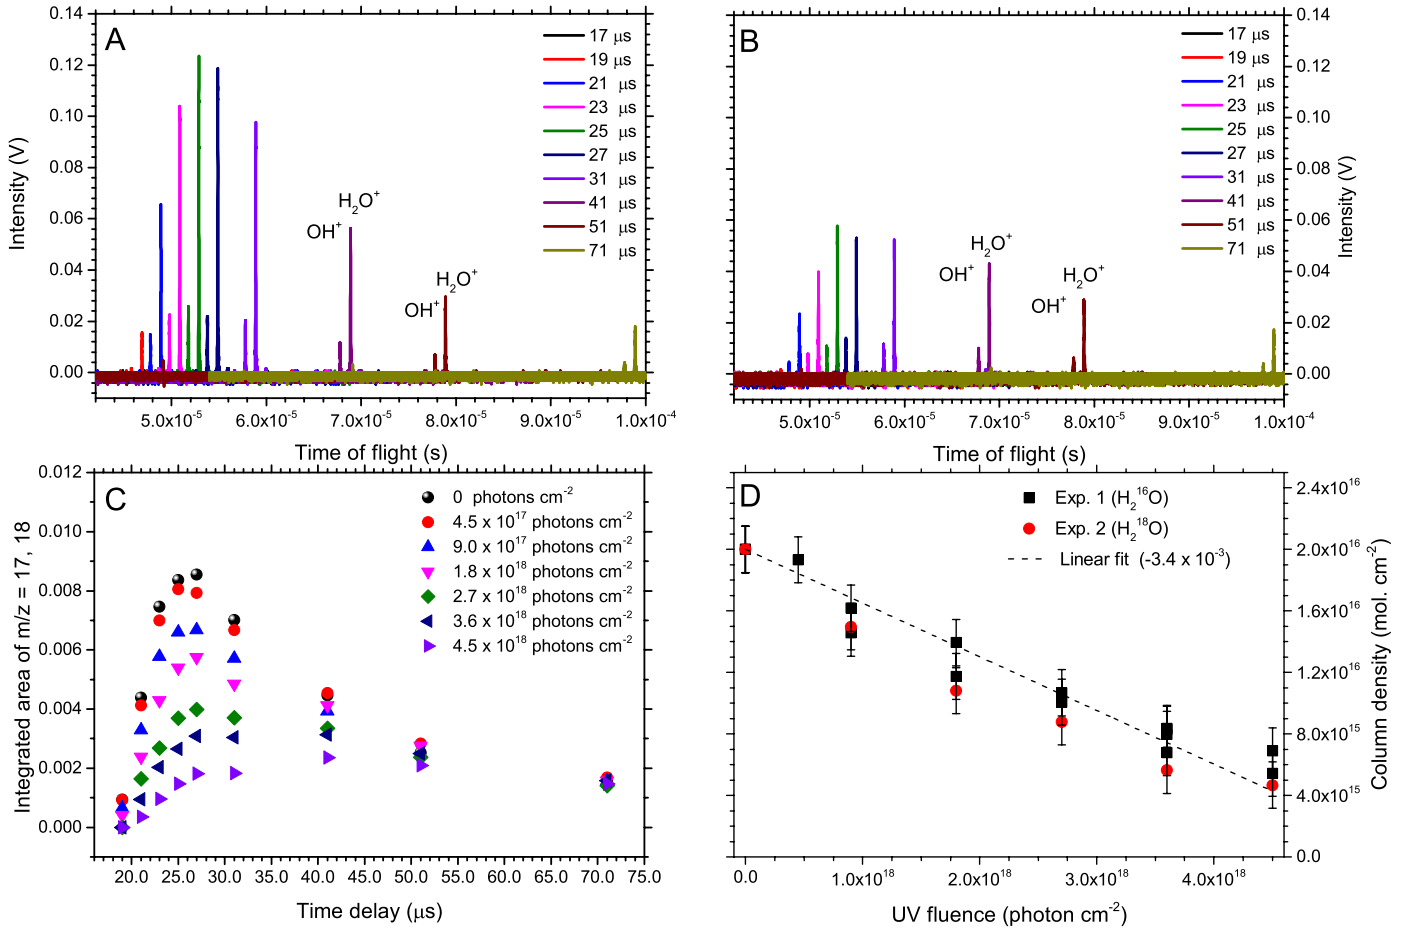 A
0.14
0.12
0.10
0.08
0.06
0.04
0.02
0.00
Intensity (V)
17 μs
19 μs
21 μs
23 μs
25 μs
27 μs
31 μs
41 μs
51 μs
71 μs
OH⁺
H₂O⁺
OH⁺
H₂O⁺
5.0x10⁻⁵ 6.0x10⁻⁵ 7.0x10⁻⁵ 8.0x10⁻⁵ 9.0x10⁻⁵ 1.0x10⁻⁴
Time of flight (s)
B
17 μs
19 μs
21 μs
23 μs
25 μs
27 μs
31 μs
41 μs
51 μs
71 μs
H₂O⁺
OH⁺
H₂O⁺
OH⁺
0.14
0.12
0.10
0.08
0.06
0.04
0.02
0.00
Intensity (V)
5.0x10⁻⁵ 6.0x10⁻⁵ 7.0x10⁻⁵ 8.0x10⁻⁵ 9.0x10⁻⁵ 1.0x10⁻⁴
Time of flight (s)
C
0.012
0.010
0.008
0.006
0.004
0.002
0.000
Integrated area of m/z = 17, 18
0 photons cm⁻²
4.5 x 10¹⁷ photons cm⁻²
9.0 x 10¹⁷ photons cm⁻²
1.8 x 10¹⁸ photons cm⁻²
2.7 x 10¹⁸ photons cm⁻²
3.6 x 10¹⁸ photons cm⁻²
4.5 x 10¹⁸ photons cm⁻²
20.0 25.0 30.0 35.0 40.0 45.0 50.0 55.0 60.0 65.0 70.0 75.0
Time delay (μs)
D
Exp. 1 (H₂¹⁶O)
Exp. 2 (H₂¹⁸O)
Linear fit (-3.4 x 10⁻³)
2.4x10¹⁶
2.0x10¹⁶
1.6x10¹⁶
1.2x10¹⁶
8.0x10¹⁵
4.0x10¹⁵
0.0
Column density (mol. cm⁻²)
0.0 1.0x10¹⁸ 2.0x10¹⁸ 3.0x10¹⁸ 4.0x10¹⁸
UV fluence (photon cm⁻²)